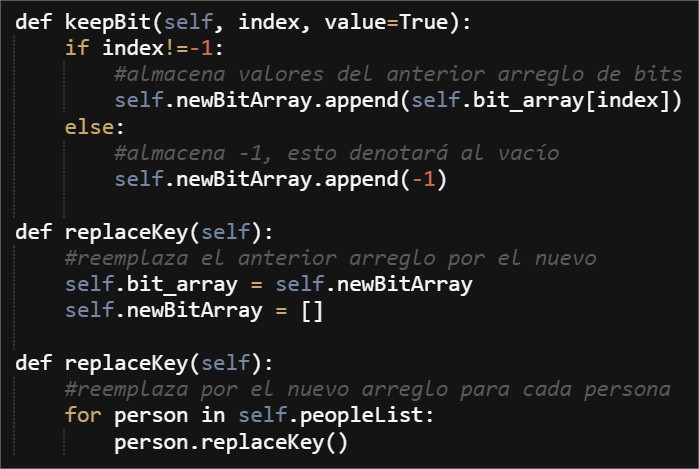 def keepBit(self, index, value=True):
    if index!=-1:
        #almacena valores del anterior arreglo de bits
        self.newBitArray.append(self.bit_array[index])
    else:
        #almacena -1, esto denotará al vacío
        self.newBitArray.append(-1)

def replaceKey(self):
    #reemplaza el anterior arreglo por el nuevo
    self.bit_array = self.newBitArray
    self.newBitArray = []

def replaceKey(self):
    #reemplaza por el nuevo arreglo para cada persona
    for person in self.peopleList:
        person.replaceKey()